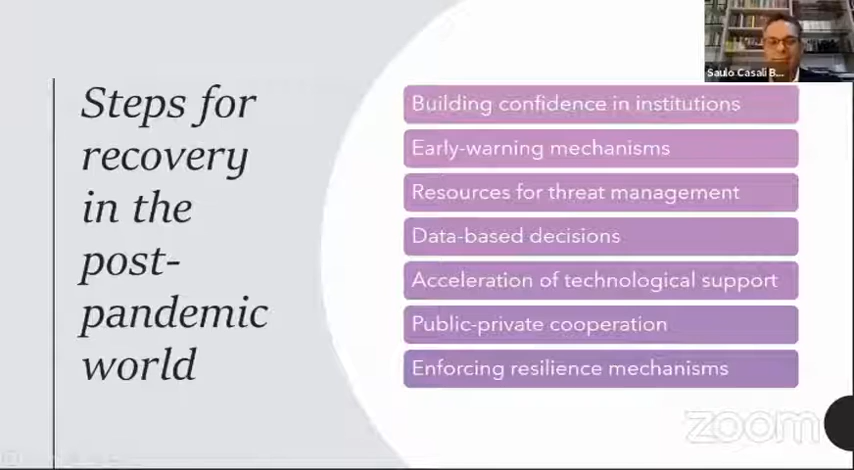 Saulo Casali B...
Steps for
recovery
in the
post-
pandemic
world
Building confidence in institutions
Early-warning mechanisms
Resources for threat management
Data-based decisions
Acceleration of technological support
Public-private cooperation
Enforcing resilience mechanisms
zoom